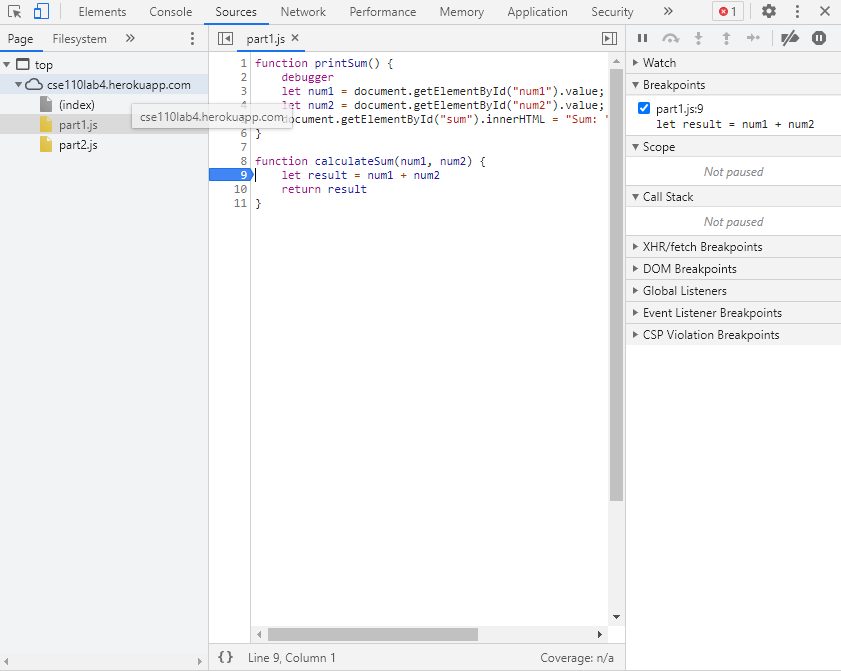 Elements Console Sources Network Performance Memory Application Security » 1
Page Filesystem »
top
cse110lab4.herokuapp.com
(index)
part1.js
part2.js
cse110lab4.herokuapp.com
part1.js ×
1 function printSum() {
2 debugger
3 let num1 = document.getElementById("num1").value;
4 let num2 = document.getElementById("num2").value;
document.getElementById("sum").innerHTML = "Sum: "
6 }
7
8 function calculateSum(num1, num2) {
9 let result = num1 + num2
10 return result
11 }
{} Line 9, Column 1 Coverage: n/a
Watch
Breakpoints
part1.js:9
let result = num1 + num2
Scope
Not paused
Call Stack
Not paused
XHR/fetch Breakpoints
DOM Breakpoints
Global Listeners
Event Listener Breakpoints
CSP Violation Breakpoints